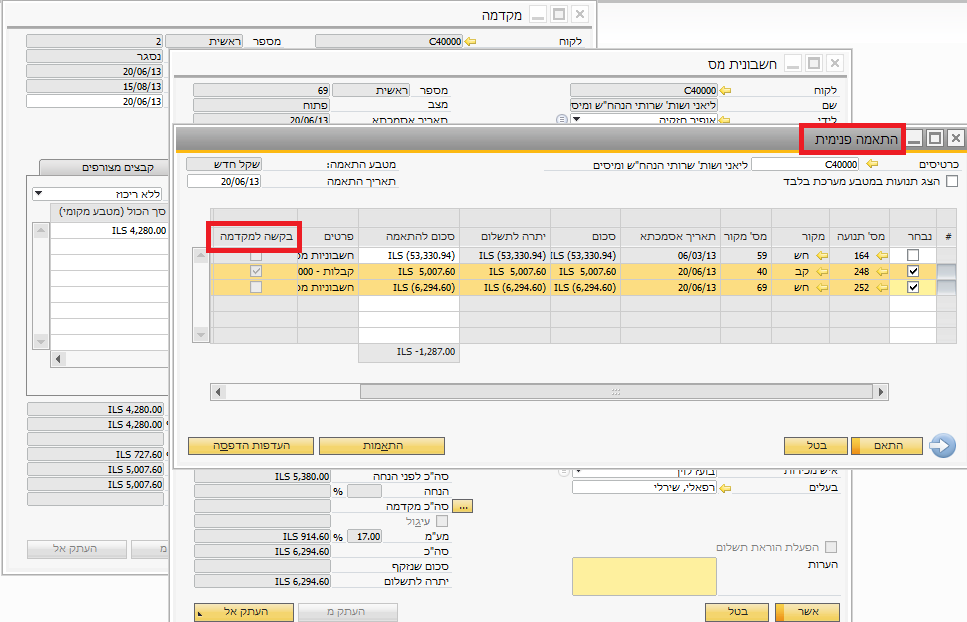 מקדמה
לקוח C40000 מספר ראשית 2
נסגר
20/06/13
15/08/13
20/06/13
קבצים מצורפים
ללא ריכוז
סך הכול (מטבע מקומי)
ILS 4,280.00
ILS 4,280.00
ILS 4,280.00
ILS 727.60
ILS 5,007.60
ILS 5,007.60
העתק אל
חשבונית מס
לקוח C40000 מספר ראשית 69
שם ליאני ושות' שרותי הנהח"ש ומיס מצב פתוח
לידי אופיר חזקיה תאריך אסמכתא 20/06/13
התאמה פנימית
כרטיסים C40000 ליאני ושות' שרותי הנהח"ש ומיסים מטבע התאמה: שקל חדש
הצג תנועות במטבע מערכת בלבד תאריך התאמה 20/06/13
# נבחר מס' תנועה מקור מס' מקור תאריך אסמכתא סכום יתרה לתשלום סכום להתאמה פרטים בקשה למקדמה
164 חש 59 06/03/13 ILS (53,330.94) ILS (53,330.94) ILS (53,330.94) חשבוניות מכ
248 קב 40 20/06/13 ILS 5,007.60 ILS 5,007.60 ILS 5,007.60 קבלות - 000
252 חש 69 20/06/13 ILS (6,294.60) ILS (6,294.60) ILS (6,294.60) חשבוניות מכ
ILS -1,287.00
התאם בטל התאמות העדפות הדפסה
איש מכירות בועז לוין
בעלים רפאלי, שירלי
סה"כ לפני הנחה ILS 5,380.00
הנחה %
סה"כ מקדמה ...
עיגול
מע"מ 17.00 % ILS 914.60
סה"כ ILS 6,294.60
סכום שנזקף
יתרה לתשלום ILS 6,294.60
הפעלת הוראת תשלום
הערות
אשר בטל העתק מ העתק אל